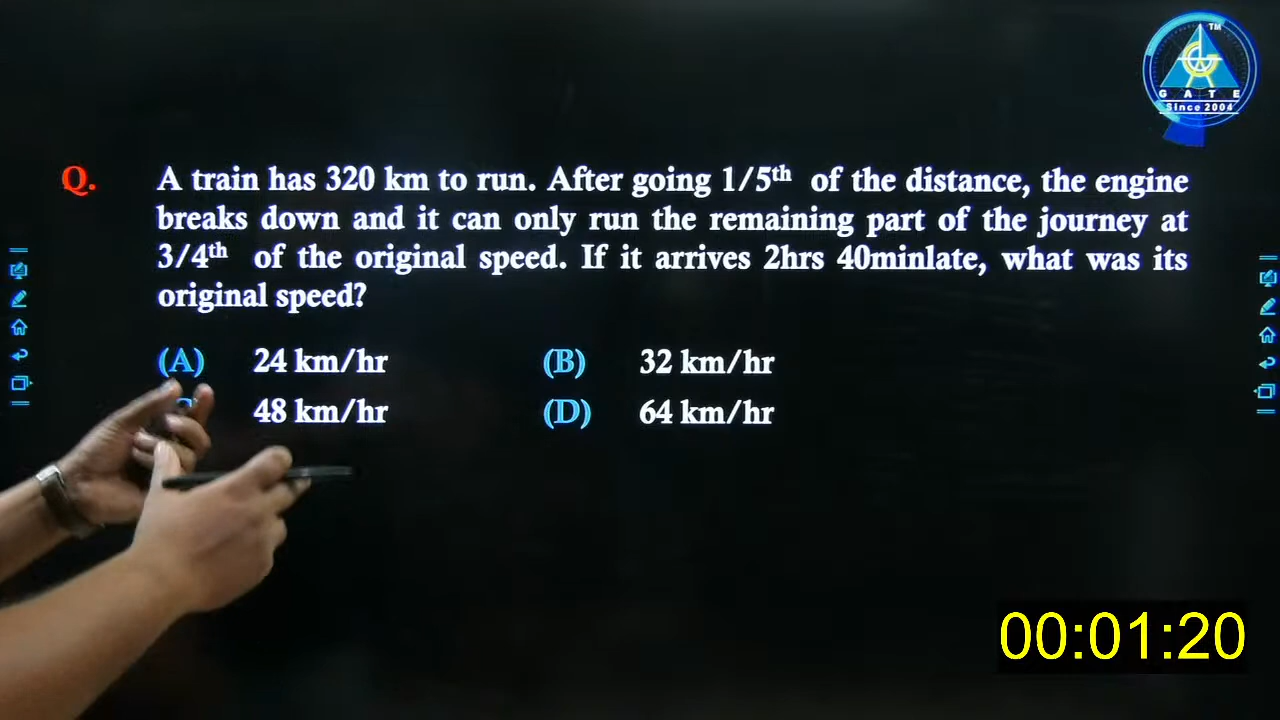 TM
GATE
Since 2004
Q. A train has 320 km to run. After going 1/5th of the distance, the engine
breaks down and it can only run the remaining part of the journey at
3/4th of the original speed. If it arrives 2hrs 40minlate, what was its
original speed?
(A) 24 km/hr (B) 32 km/hr
48 km/hr (D) 64 km/hr
00:01:20